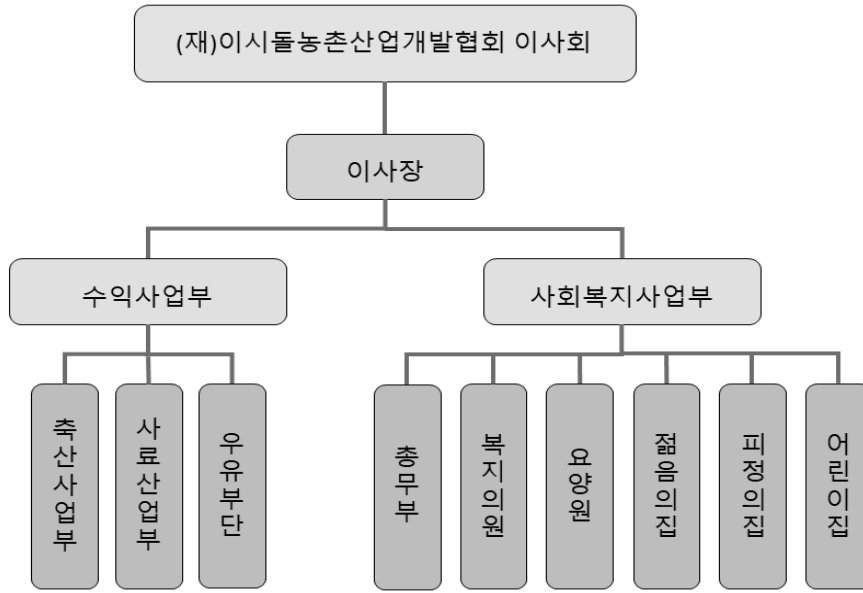 (재)이시돌농촌산업개발협회 이사회
이사장
수익사업부
사회복지사업부
축산사업부
사료산업부
우유부단
총무부
복지의원
요양원
젊음의집
피정의집
어린이집